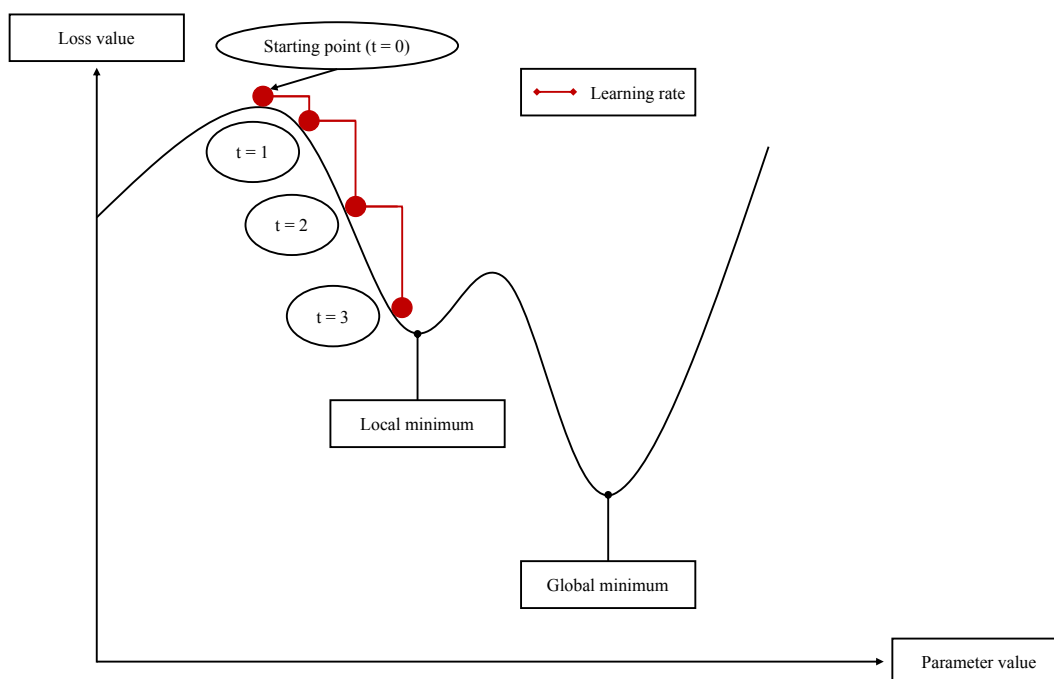 Loss value
Starting point (t = 0)
Learning rate
t = 1
t = 2
t = 3
Local minimum
Global minimum
Parameter value